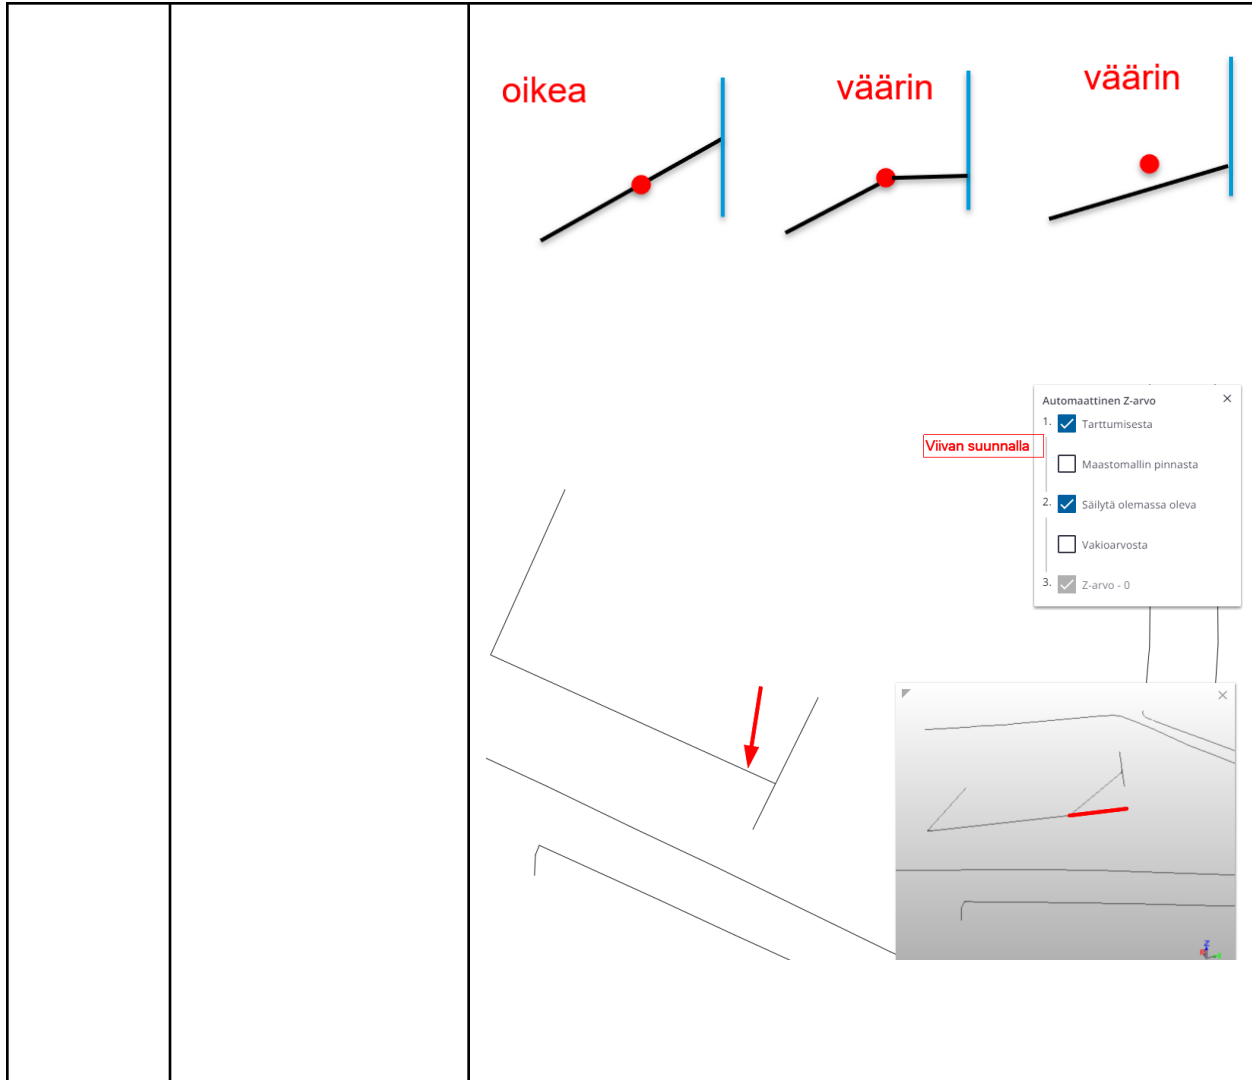 oikea
väärin
väärin
Automaattinen Z-arvo
1. Tarttumisesta
Viivan suunnalla
Maastomallin pinnasta
2. Säilytä olemassa oleva
Vakioarvosta
3. Z-arvo - 0
Z